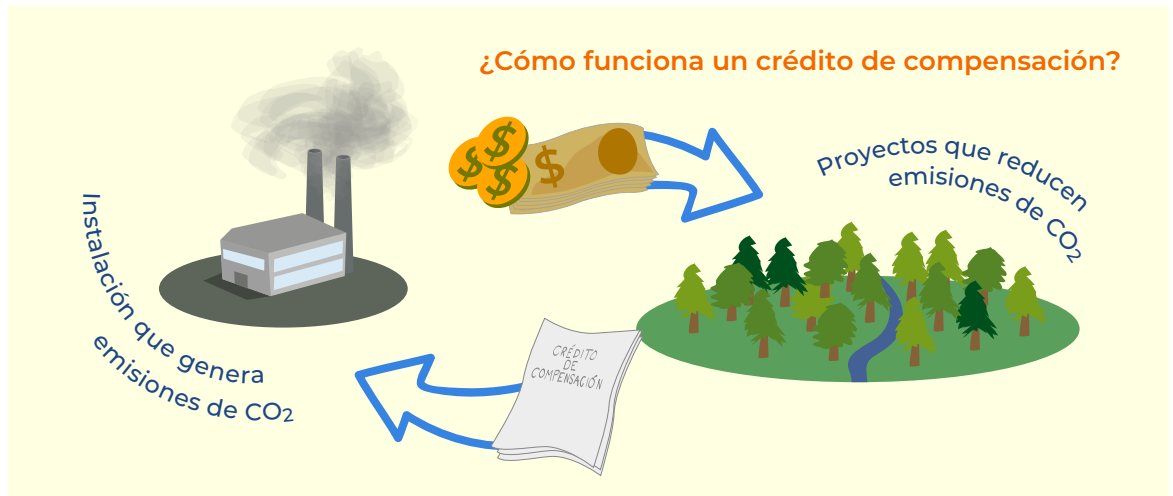 ¿Cómo funciona un crédito de compensación?
$
$
$
$
Proyectos que reducen
emisiones de CO₂
Instalación que genera
emisiones de CO₂
CRÉDITO
DE
COMPENSACIÓN